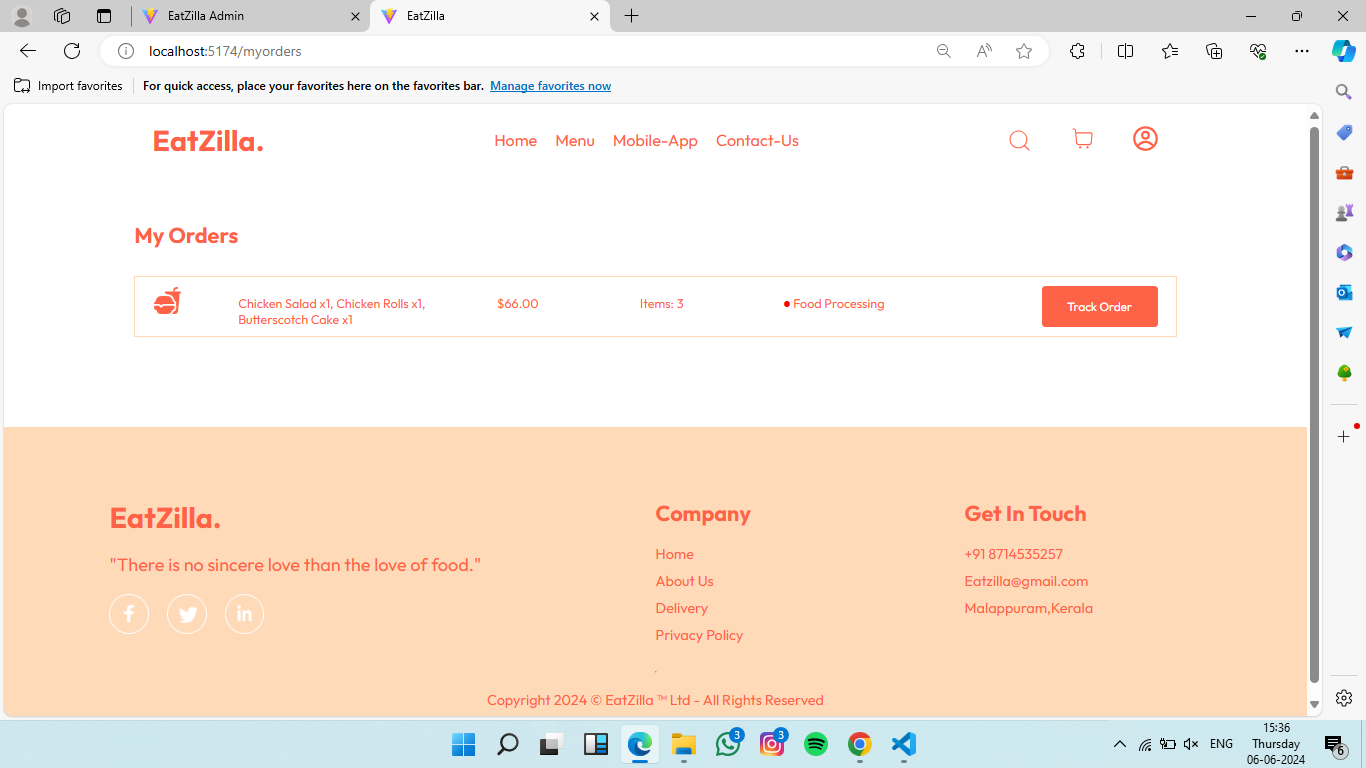 EatZilla Admin
EatZilla
localhost:5174/myorders
Import favorites
For quick access, place your favorites here on the favorites bar. Manage favorites now
EatZilla.
Home
Menu
Mobile-App
Contact-Us
My Orders
Chicken Salad x1, Chicken Rolls x1,
Butterscotch Cake x1
$66.00
Items: 3
Food Processing
Track Order
EatZilla.
"There is no sincere love than the love of food."
Company
Home
About Us
Delivery
Privacy Policy
Get In Touch
+91 8714535257
Eatzilla@gmail.com
Malappuram,Kerala
Copyright 2024 © EatZilla ™ Ltd - All Rights Reserved
3
3
ENG
15:36
Thursday
06-06-2024
6